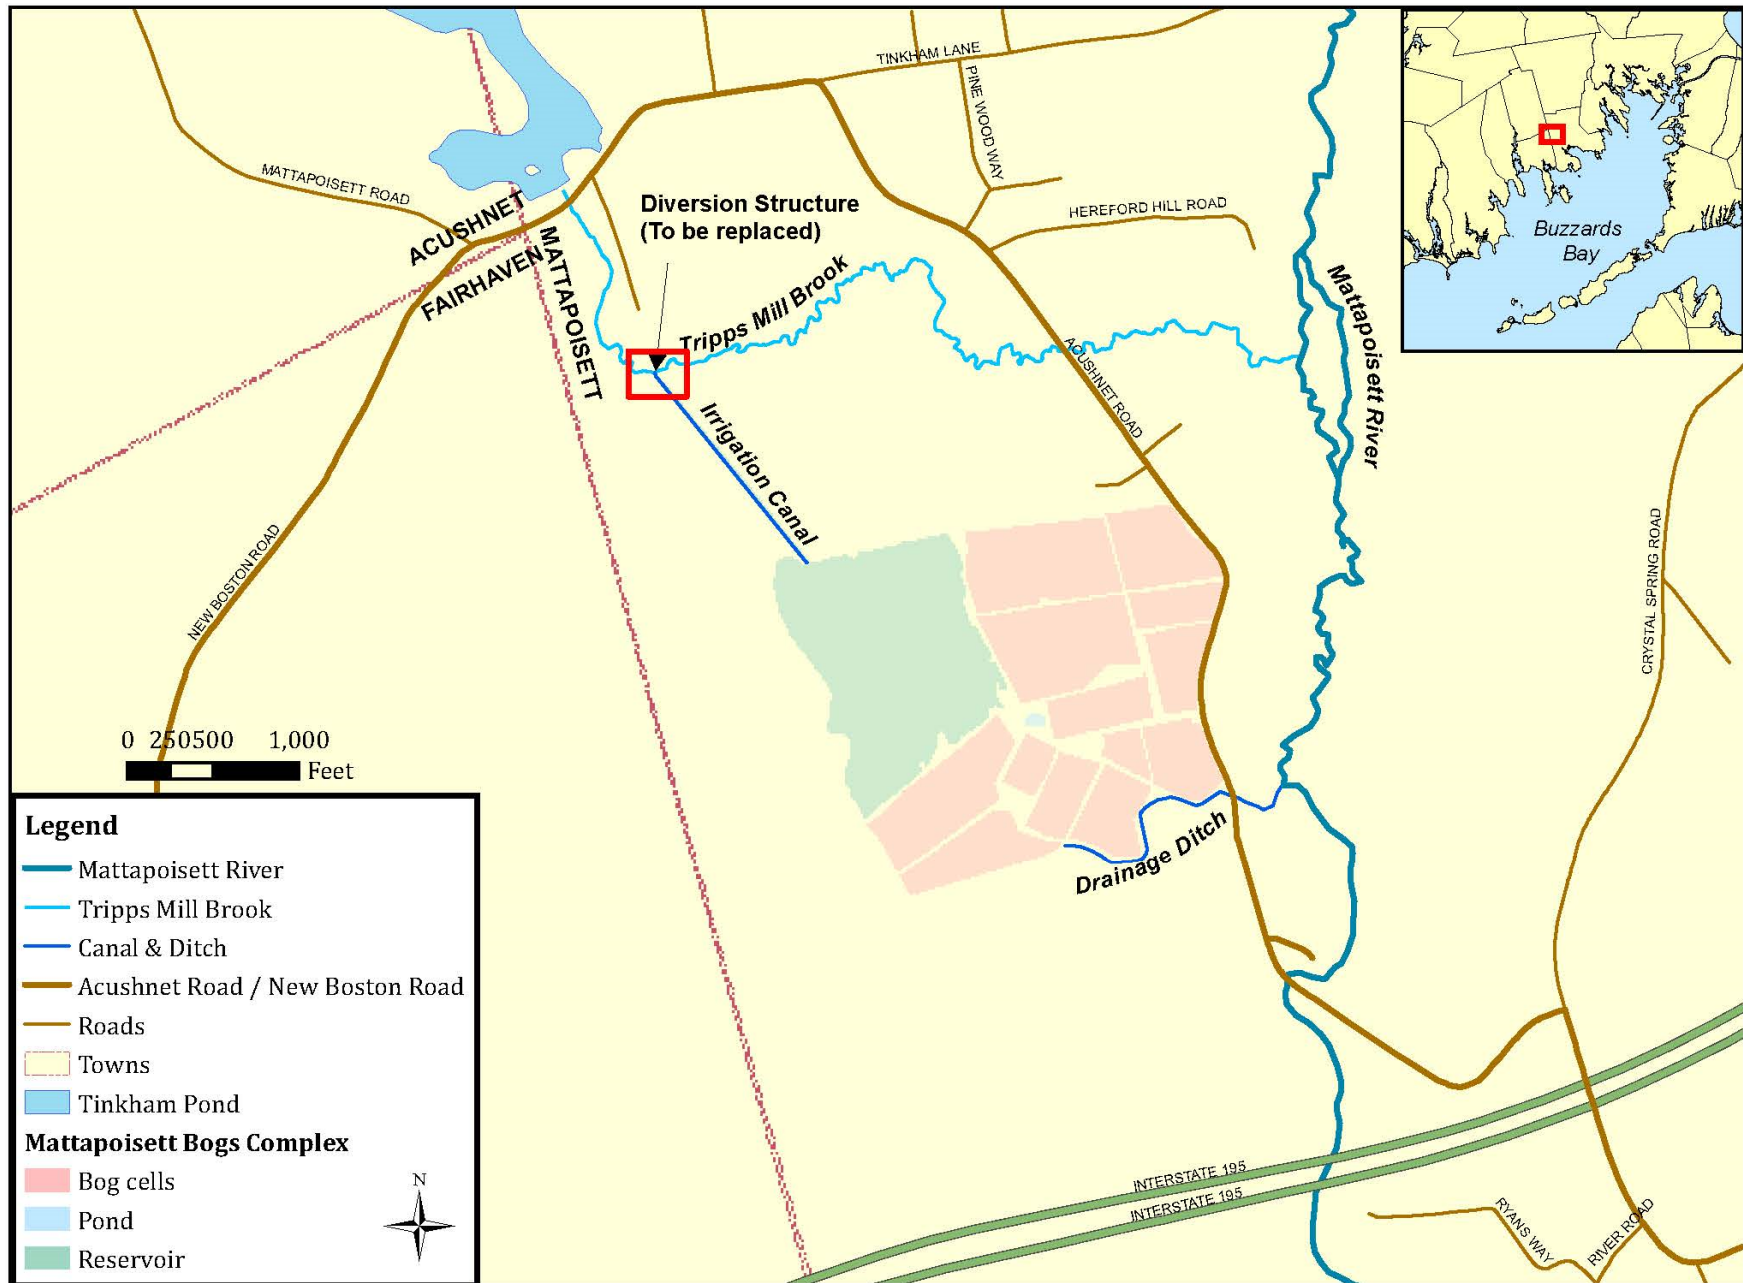 TINKHAM LANE
PINE WOOD WAY
MATTAPOISETT ROAD
HEREFORD HILL ROAD
ACUSHNET
FAIRHAVEN
MATTAPOISETT
Diversion Structure
(To be replaced)
Tripps Mill Brook
Mattapoisett River
Buzzards
Bay
ACUSHNET ROAD
Irrigation Canal
NEW BOSTON ROAD
CRYSTAL SPRING ROAD
0 250500 1,000
Feet
Drainage Ditch
Legend
Mattapoisett River
Tripps Mill Brook
Canal & Ditch
Acushnet Road / New Boston Road
Roads
Towns
Tinkham Pond
Mattapoisett Bogs Complex
Bog cells
Pond
Reservoir
N
INTERSTATE 195
INTERSTATE 195
RYANS WAY
RIVER ROAD